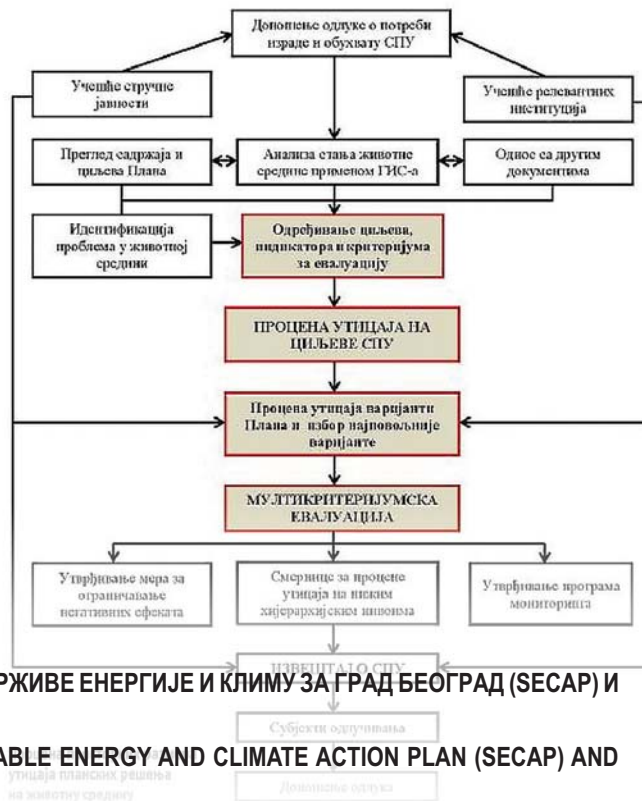 Доношење одлуке о потреби
израде и обухвату СПУ
Учешће стручне
јавности
Учешће релевантних
институција
Преглед садржаја и
циљева Плана
Анализа стања животне
средине применом ГИС-а
Однос са другим
документима
Идентификација
проблема у животној
средини
Одређивање циљева,
индикатора и критеријума
за евалуацију
ПРОЦЕНА УТИЦАЈА НА
ЦИЉЕВЕ СПУ
Процена утицаја варијанти
Плана и избор најповољније
варијанте
МУЛТИКРИТЕРИЈУМСКА
ЕВАЛУАЦИЈА
Утврђивање мера за
ограничавање
негативних ефеката
Смернице за процене
утицаја на нижим
хијерархијским нивоима
Утврђивање програма
мониторинга
ИЗВЕШТАЈ О СПУ
РЖИВЕ ЕНЕРГИЈЕ И КЛИМУ ЗА ГРАД БЕОГРАД (SECAP) И
Субјекти одлучивања
ABLE ENERGY AND CLIMATE ACTION PLAN (SECAP) AND
утицаја планских решења
на животну средину
Доношење одлука